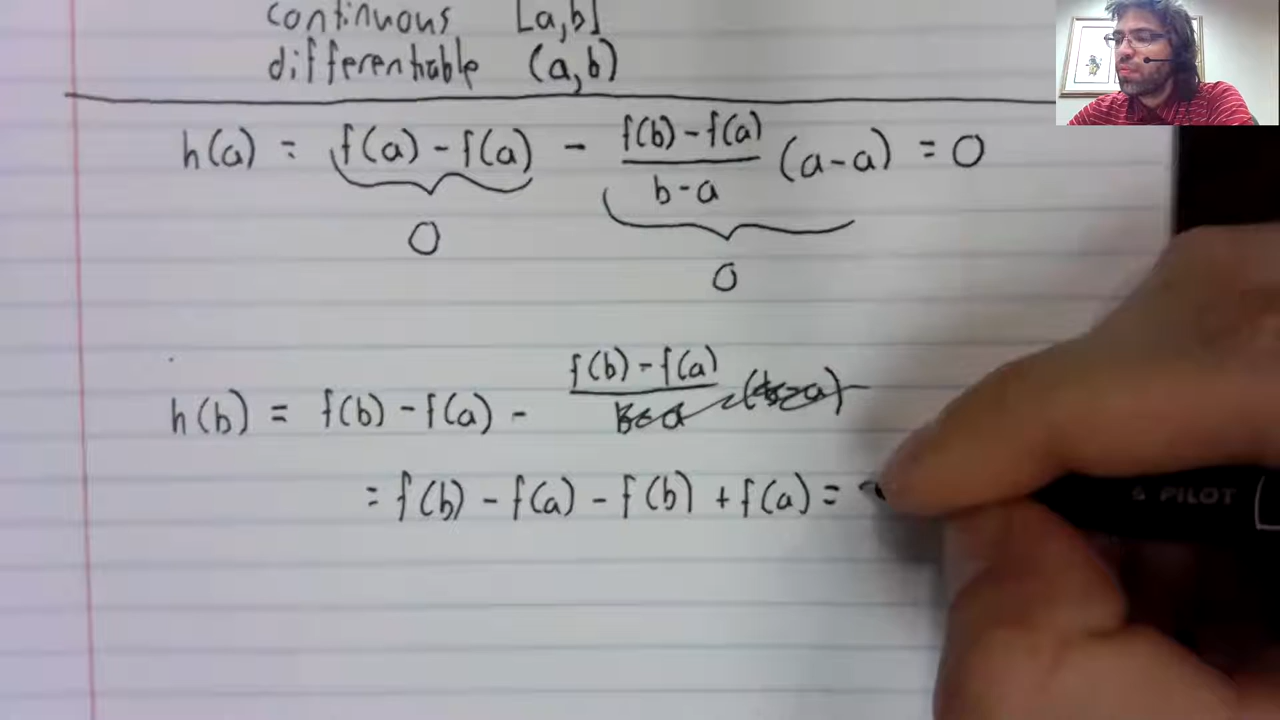 continuous [a,b]
differentiable (a,b)
h(a) = f(a) - f(a) - f(b) - f(a) / b - a (a - a) = 0
0
0
h(b) = f(b) - f(a) - f(b) - f(a) / b - a (b - a)
= f(b) - f(a) - f(b) + f(a) =
PILOT